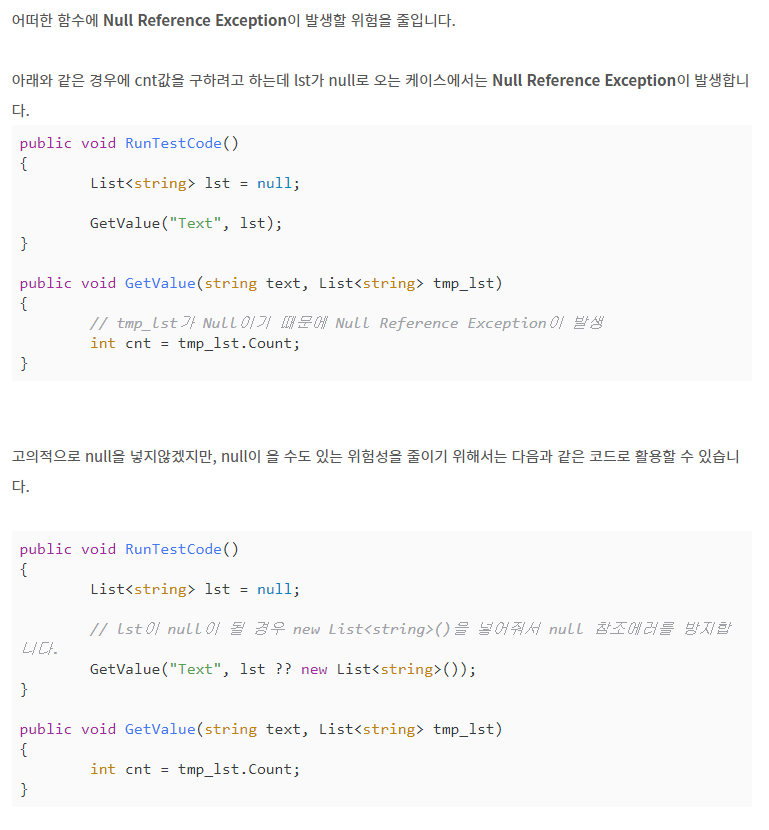 어떠한 함수에 Null Reference Exception이 발생할 위험을 줄입니다.
아래와 같은 경우에 cnt값을 구하려고 하는데 lst가 null로 오는 케이스에서는 Null Reference Exception이 발생합니
다.
public void RunTestCode()
{
List<string> lst = null;
GetValue("Text", lst);
}
public void GetValue(string text, List<string> tmp_lst)
{
// tmp_lst가 Null이기 때문에 Null Reference Exception이 발생
int cnt = tmp_lst.Count;
}
고의적으로 null을 넣지않겠지만, null이 올 수도 있는 위험성을 줄이기 위해서는 다음과 같은 코드로 활용할 수 있습니
다.
public void RunTestCode()
{
List<string> lst = null;
// lst이 null이 될 경우 new List<string>()을 넣어줘서 null 참조에러를 방지합
니다.
GetValue("Text", lst ?? new List<string>());
}
public void GetValue(string text, List<string> tmp_lst)
{
int cnt = tmp_lst.Count;
}